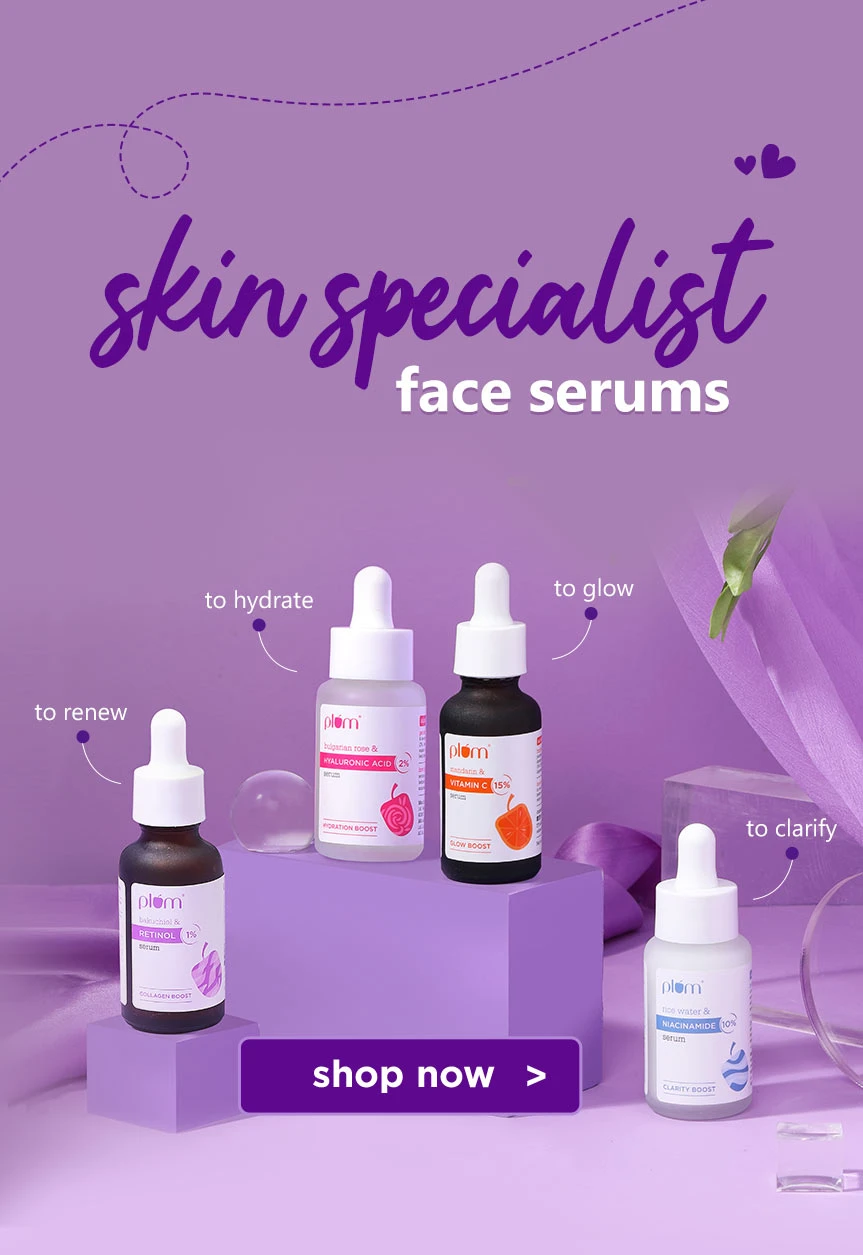 skin specialist
face serums
to hydrate
to glow
to renew
to clarify
plum®
bulgarian rose &
HYALURONIC ACID 2%
serum
HYDRATION BOOST
plum®
mandarin &
VITAMIN C 15%
serum
GLOW BOOST
plum®
bakuchiol &
RETINOL 1%
serum
COLLAGEN BOOST
plum®
rice water &
NIACINAMIDE 10%
serum
CLARITY BOOST
shop now >